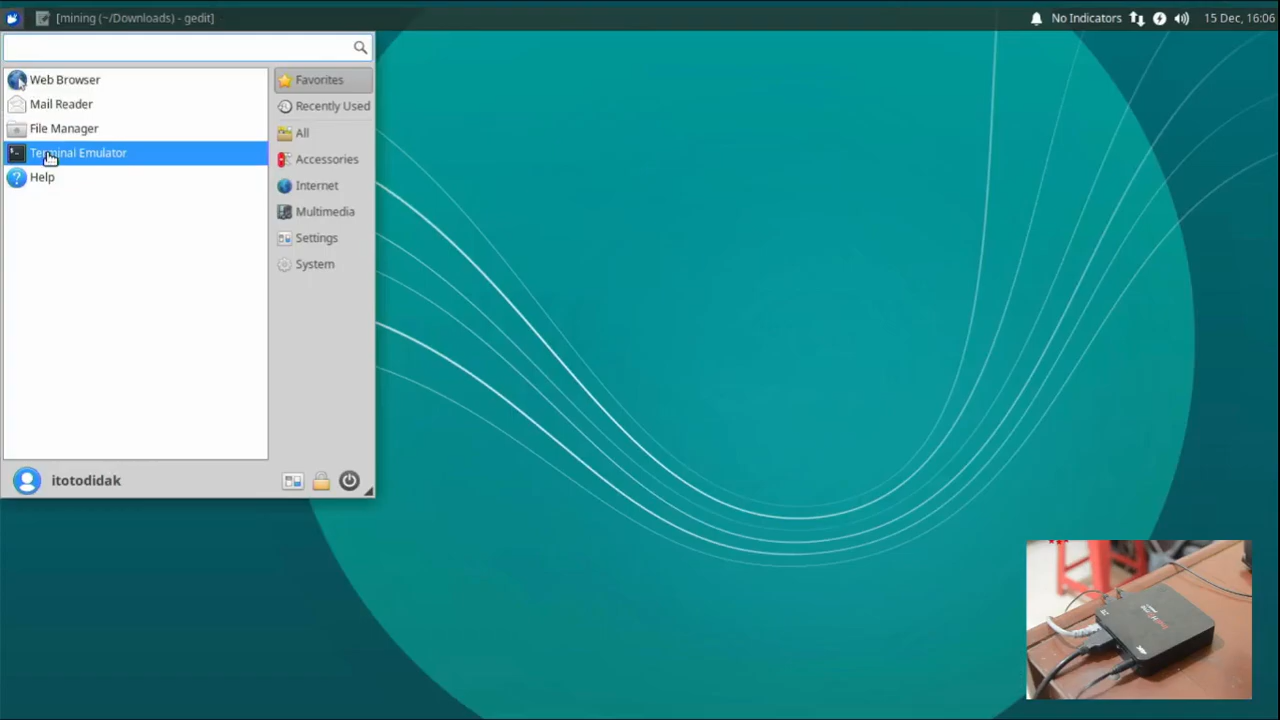 [mining (~/Downloads) - gedit]
No Indicators
15 Dec, 16:06
Web Browser
Mail Reader
File Manager
Terminal Emulator
Help
Favorites
Recently Used
All
Accessories
Internet
Multimedia
Settings
System
itotodidak